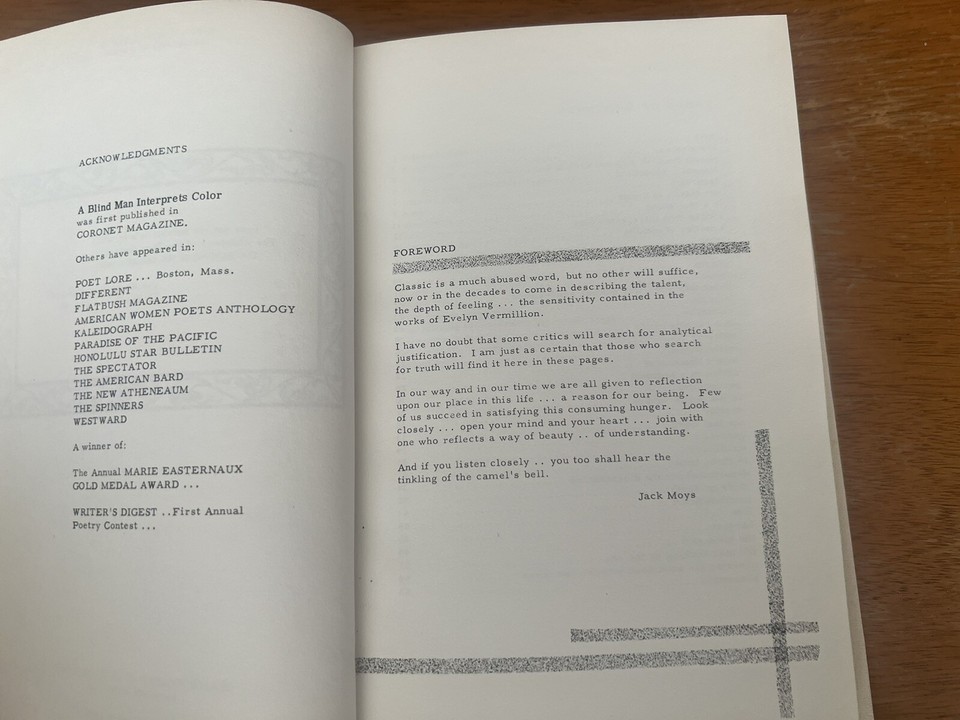 ACKNOWLEDGMENTS
A Blind Man Interprets Color
was first published in
CORONET MAGAZINE.
Others have appeared in:
POET LORE ... Boston, Mass.
DIFFERENT
FLATBUSH MAGAZINE
AMERICAN WOMEN POETS ANTHOLOGY
KALEIDOGRAPH
PARADISE OF THE PACIFIC
HONOLULU STAR BULLETIN
THE SPECTATOR
THE AMERICAN BARD
THE NEW ATHENEAUM
THE SPINNERS
WESTWARD
A winner of:
The Annual MARIE EASTERNAUX
GOLD MEDAL AWARD ...
WRITER'S DIGEST ..First Annual
Poetry Contest ...
FOREWORD
Classic is a much abused word, but no other will suffice,
now or in the decades to come in describing the talent,
the depth of feeling ... the sensitivity contained in the
works of Evelyn Vermillion.
I have no doubt that some critics will search for analytical
justification. I am just as certain that those who search
for truth will find it here in these pages.
In our way and in our time we are all given to reflection
upon our place in this life ... a reason for our being. Few
of us succeed in satisfying this consuming hunger. Look
closely ... open your mind and your heart ... join with
one who reflects a way of beauty .. of understanding.
And if you listen closely .. you too shall hear the
tinkling of the camel's bell.
Jack Moys